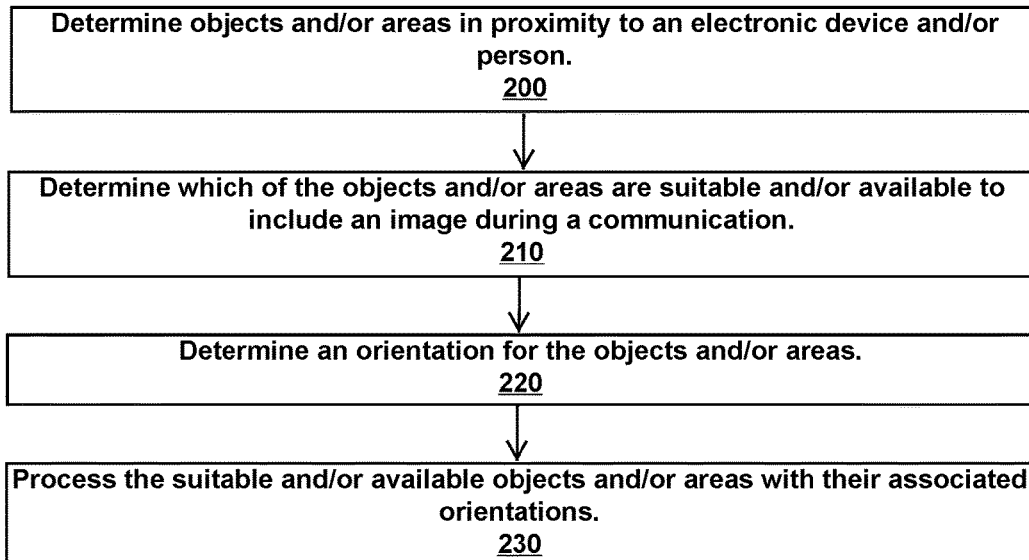 Determine objects and/or areas in proximity to an electronic device and/or
person.
200
Determine which of the objects and/or areas are suitable and/or available to
include an image during a communication.
210
Determine an orientation for the objects and/or areas.
220
Process the suitable and/or available objects and/or areas with their associated
orientations.
230